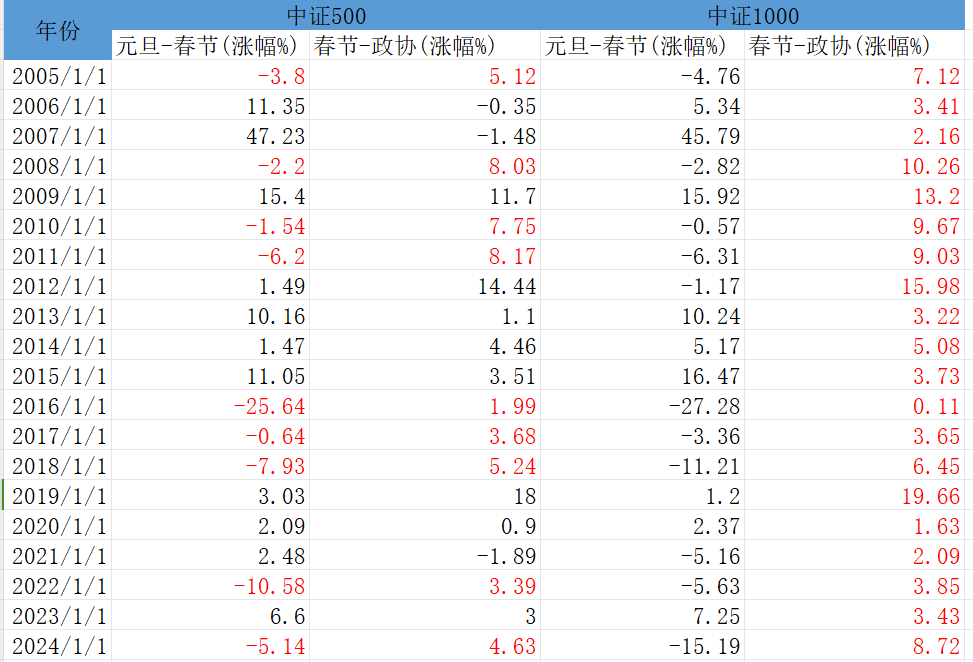 年份 中证500 中证1000
元旦-春节(涨幅%) 春节-政协(涨幅%) 元旦-春节(涨幅%) 春节-政协(涨幅%)
2005/1/1 -3.8 5.12 -4.76 7.12
2006/1/1 11.35 -0.35 5.34 3.41
2007/1/1 47.23 -1.48 45.79 2.16
2008/1/1 -2.2 8.03 -2.82 10.26
2009/1/1 15.4 11.7 15.92 13.2
2010/1/1 -1.54 7.75 -0.57 9.67
2011/1/1 -6.2 8.17 -6.31 9.03
2012/1/1 1.49 14.44 -1.17 15.98
2013/1/1 10.16 1.1 10.24 3.22
2014/1/1 1.47 4.46 5.17 5.08
2015/1/1 11.05 3.51 16.47 3.73
2016/1/1 -25.64 1.99 -27.28 0.11
2017/1/1 -0.64 3.68 -3.36 3.65
2018/1/1 -7.93 5.24 -11.21 6.45
2019/1/1 3.03 18 1.2 19.66
2020/1/1 2.09 0.9 2.37 1.63
2021/1/1 2.48 -1.89 -5.16 2.09
2022/1/1 -10.58 3.39 -5.63 3.85
2023/1/1 6.6 3 7.25 3.43
2024/1/1 -5.14 4.63 -15.19 8.72